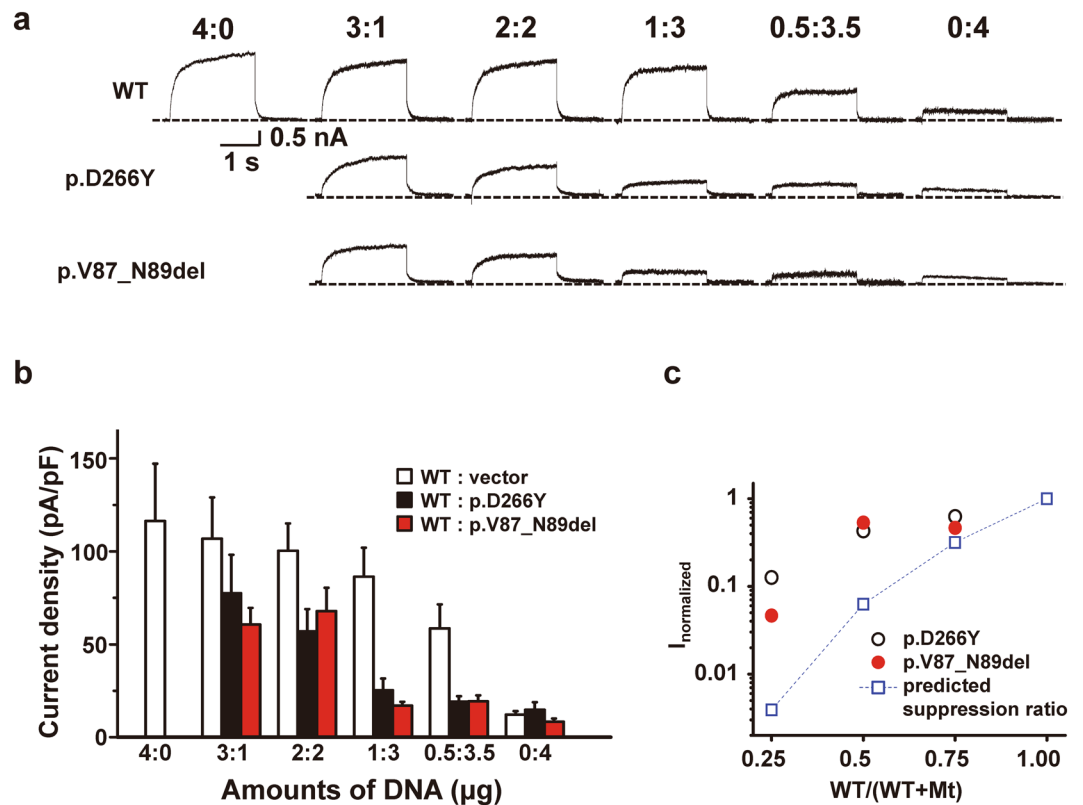 a
4:0 3:1 2:2 1:3 0.5:3.5 0:4
WT
0.5 nA
1 s
p.D266Y
p.V87_N89del
b
Current density (pA/pF)
150
100
50
0
WT : vector
WT : p.D266Y
WT : p.V87_N89del
4:0 3:1 2:2 1:3 0.5:3.5 0:4
Amounts of DNA (µg)
c
Inormalized
1
0.1
0.01
p.D266Y
p.V87_N89del
predicted
suppression ratio
0.25 0.5 0.75 1.00
WT/(WT+Mt)